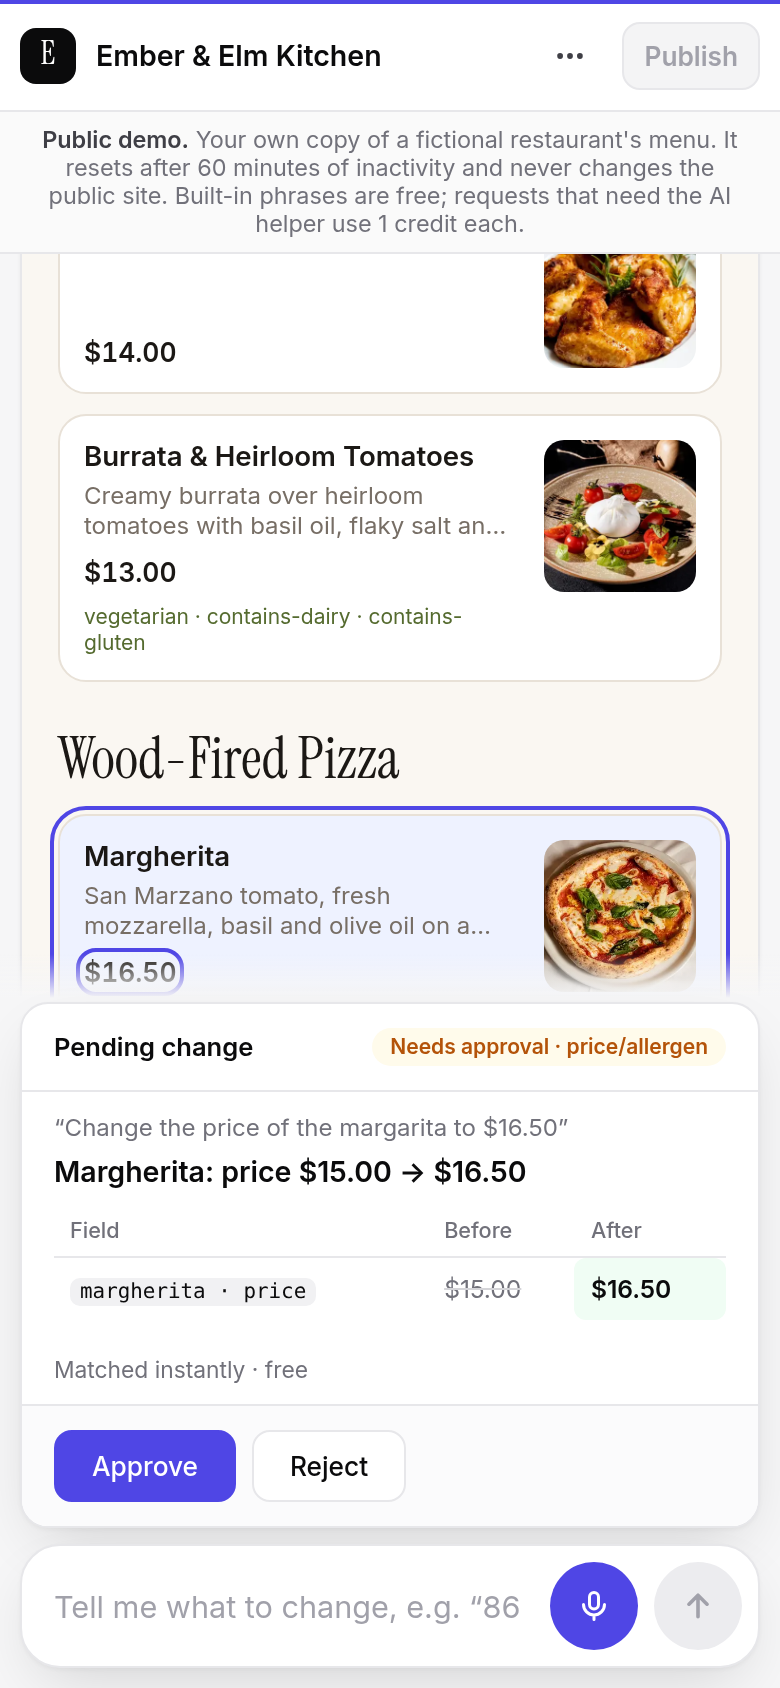 E
Ember & Elm Kitchen
Publish
Public demo. Your own copy of a fictional restaurant's menu. It
resets after 60 minutes of inactivity and never changes the
public site. Built-in phrases are free; requests that need the AI
helper use 1 credit each.
$14.00
Burrata & Heirloom Tomatoes
Creamy burrata over heirloom
tomatoes with basil oil, flaky salt an...
$13.00
vegetarian · contains-dairy · contains-
gluten
Wood-Fired Pizza
Margherita
San Marzano tomato, fresh
mozzarella, basil and olive oil on a...
$16.50
Pending change
Needs approval · price/allergen
“Change the price of the margarita to $16.50”
Margherita: price $15.00 → $16.50
Field Before After
margherita · price $15.00 $16.50
Matched instantly · free
Approve Reject
Tell me what to change, e.g. “86